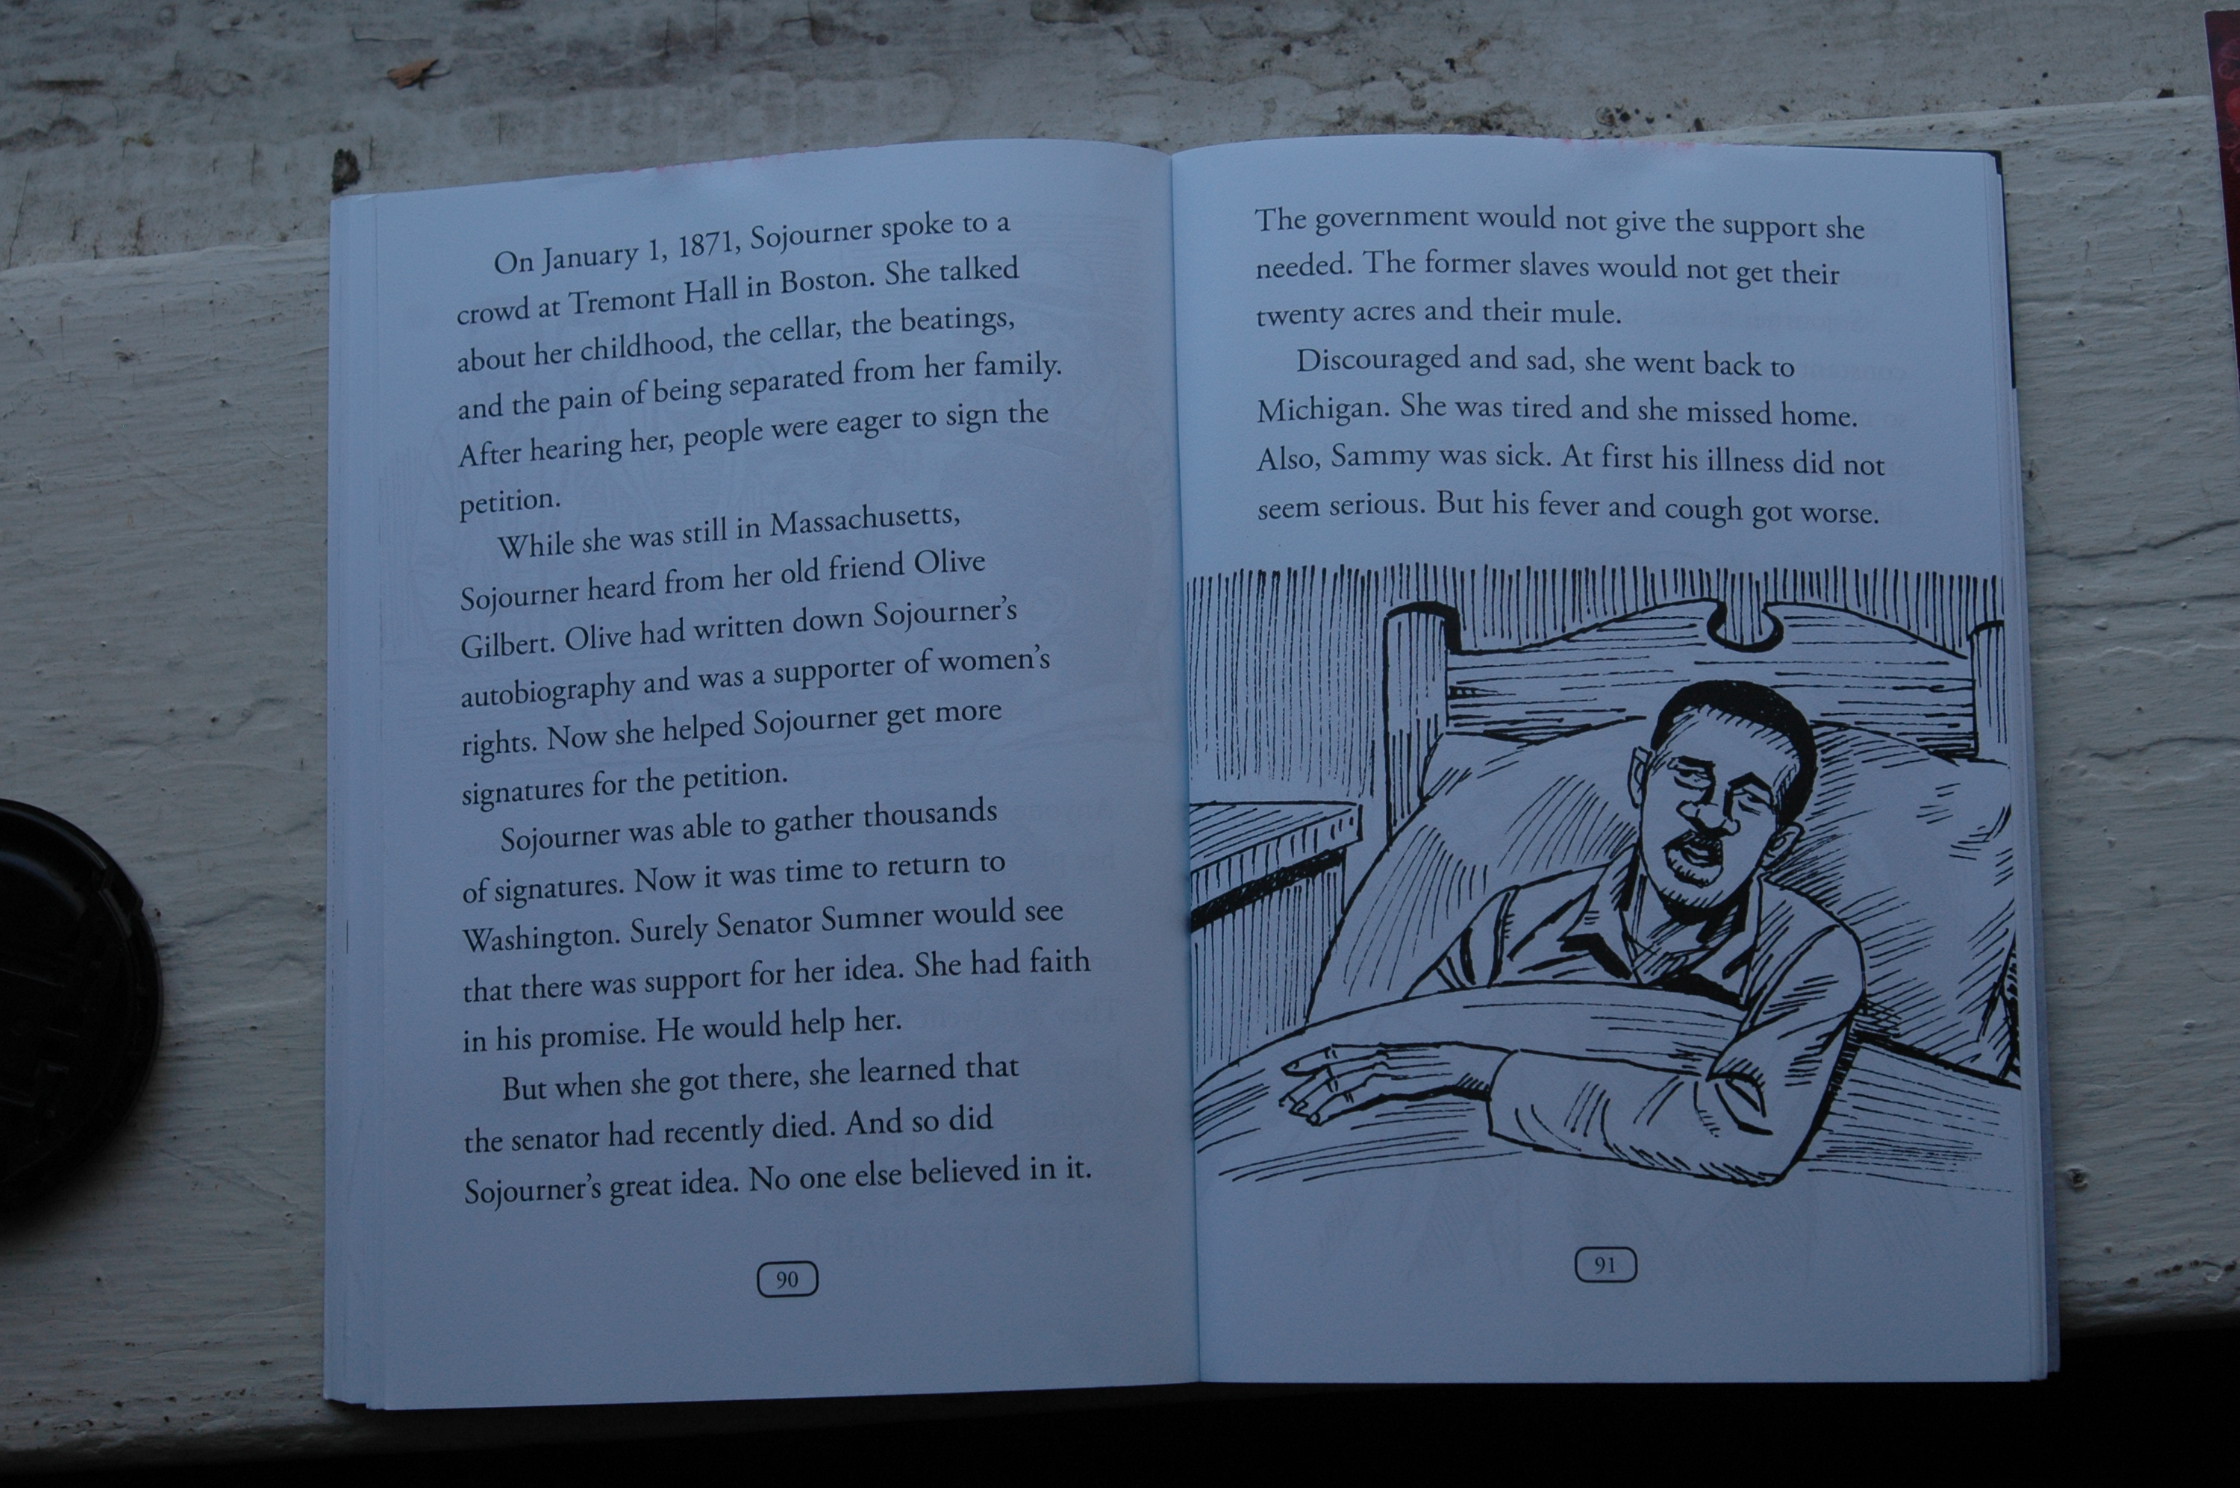 On January 1, 1871, Sojourner spoke to a
crowd at Tremont Hall in Boston. She talked
about her childhood, the cellar, the beatings,
and the pain of being separated from her family.
After hearing her, people were eager to sign the
petition.
While she was still in Massachusetts,
Sojourner heard from her old friend Olive
Gilbert. Olive had written down Sojourner’s
autobiography and was a supporter of women’s
rights. Now she helped Sojourner get more
signatures for the petition.
Sojourner was able to gather thousands
of signatures. Now it was time to return to
Washington. Surely Senator Sumner would see
that there was support for her idea. She had faith
in his promise. He would help her.
But when she got there, she learned that
the senator had recently died. And so did
Sojourner’s great idea. No one else believed in it.
90
The government would not give the support she
needed. The former slaves would not get their
twenty acres and their mule.
Discouraged and sad, she went back to
Michigan. She was tired and she missed home.
Also, Sammy was sick. At first his illness did not
seem serious. But his fever and cough got worse.
91